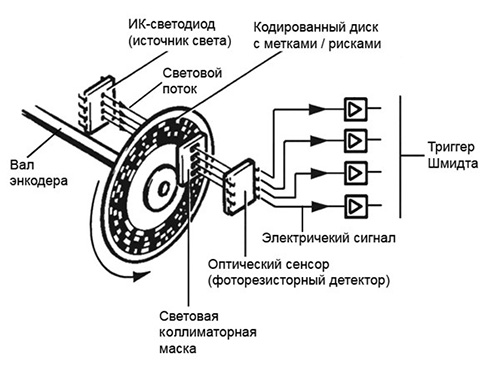 ИК-светодиод
(источник света)
Кодированный диск
с метками / рисками
Световой
поток
Вал
энкодера
Триггер
Шмидта
Электричекий сигнал
Оптический сенсор
(фоторезисторный детектор)
Световая
коллиматорная
маска